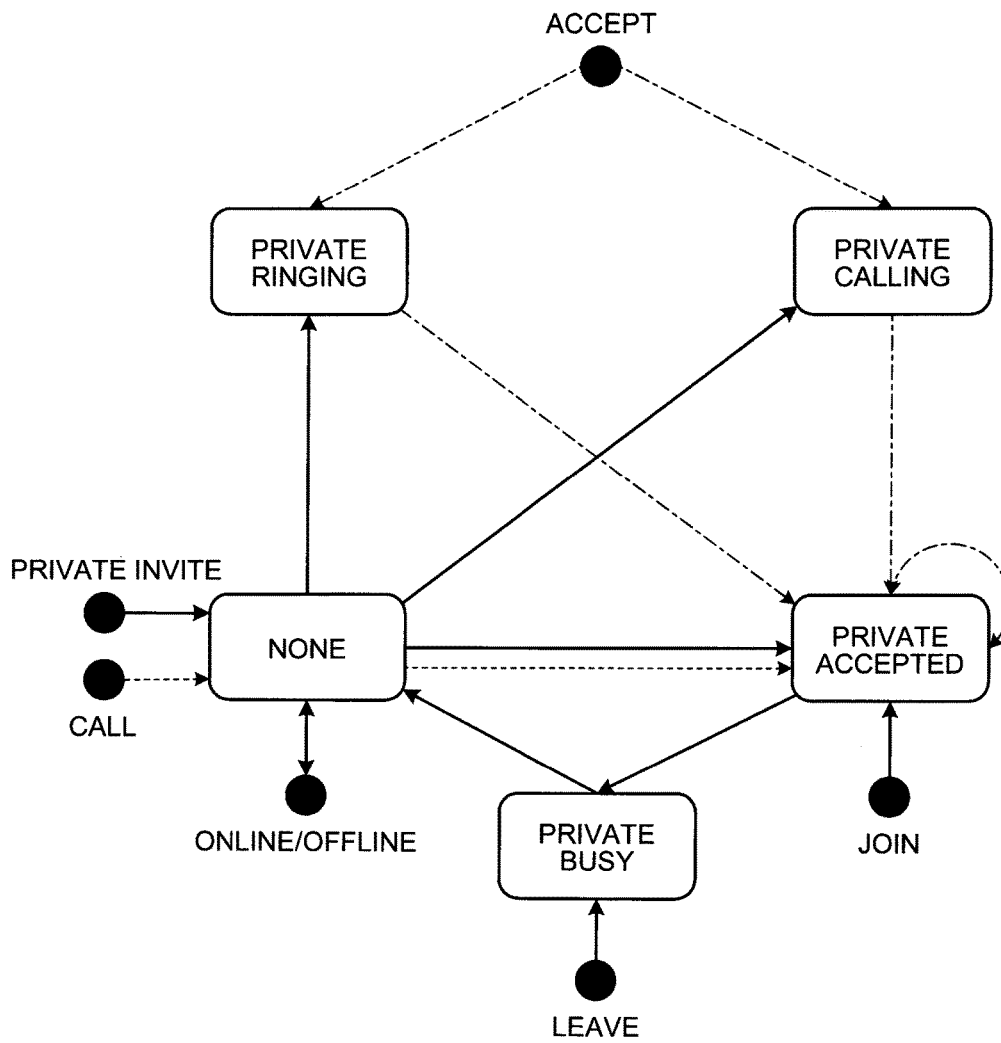 ACCEPT
PRIVATE
RINGING
PRIVATE
CALLING
PRIVATE INVITE
NONE
PRIVATE
ACCEPTED
CALL
ONLINE/OFFLINE
PRIVATE
BUSY
JOIN
LEAVE